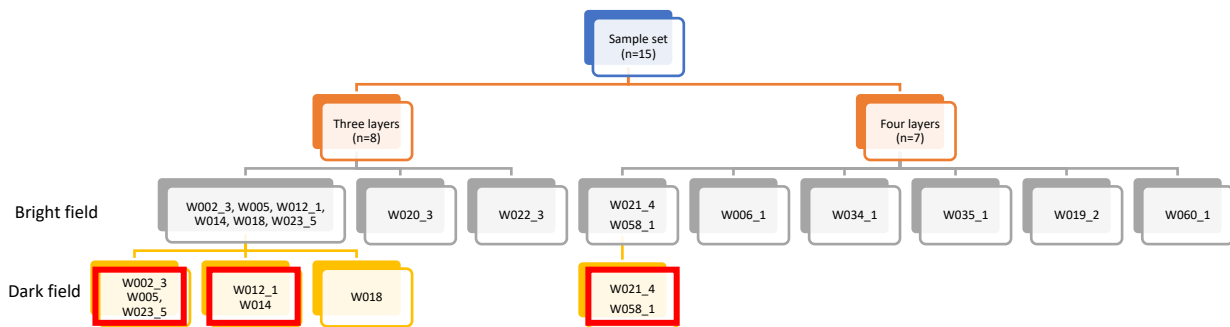 Sample set
(n=15)
Three layers
(n=8)
Four layers
(n=7)
Bright field
W002_3, W005, W012_1,
W014, W018, W023_5
W020_3
W022_3
W021_4
W058_1
W006_1
W034_1
W035_1
W019_2
W060_1
Dark field
W002_3
W005,
W023_5
W012_1
W014
W018
W021_4
W058_1